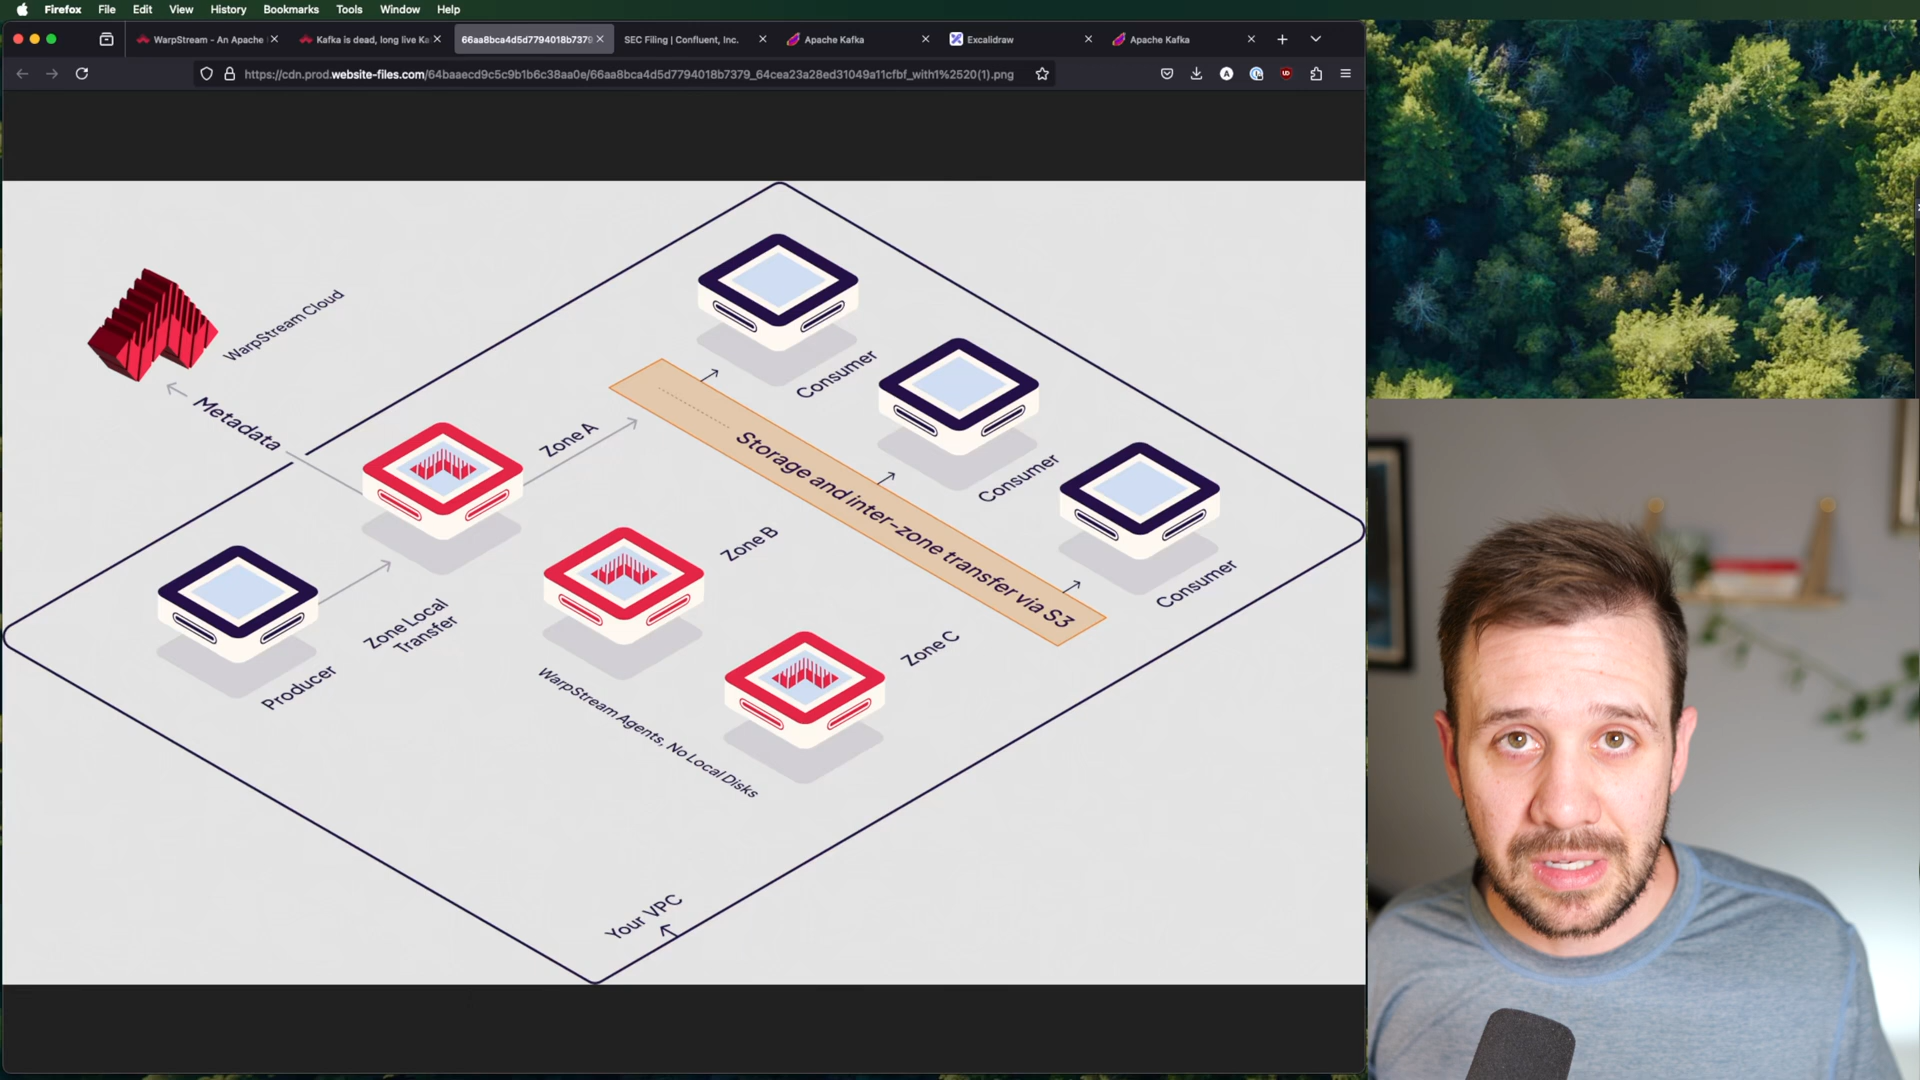 Firefox File Edit View History Bookmarks Tools Window Help
WarpStream - An Apache
Kafka is dead, long live Ka
66aa8bca4d5d7794018b7379
SEC Filing | Confluent, Inc.
Apache Kafka
Excalidraw
Apache Kafka
https://cdn.prod.website-files.com/64baaecd9c5c9b1b6c38aa0e/66aa8bca4d5d7794018b7379_64cea23a28ed31049a11cfbf_with1%2520(1).png
WarpStream Cloud
Metadata
Consumer
Zone A
Consumer
Storage and inter-zone transfer via S3
Zone B
Consumer
Zone Local
Transfer
Zone C
Producer
WarpStream Agents, No Local Disks
Your VPC